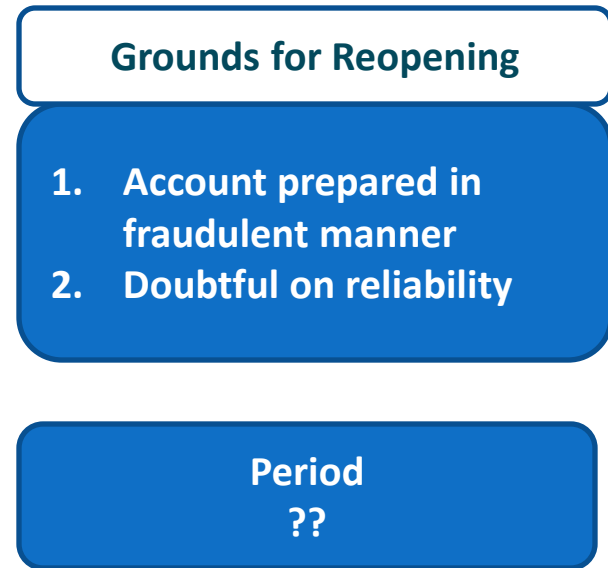 Grounds for Reopening
1. Account prepared in
fraudulent manner
2. Doubtful on reliability
Period
??